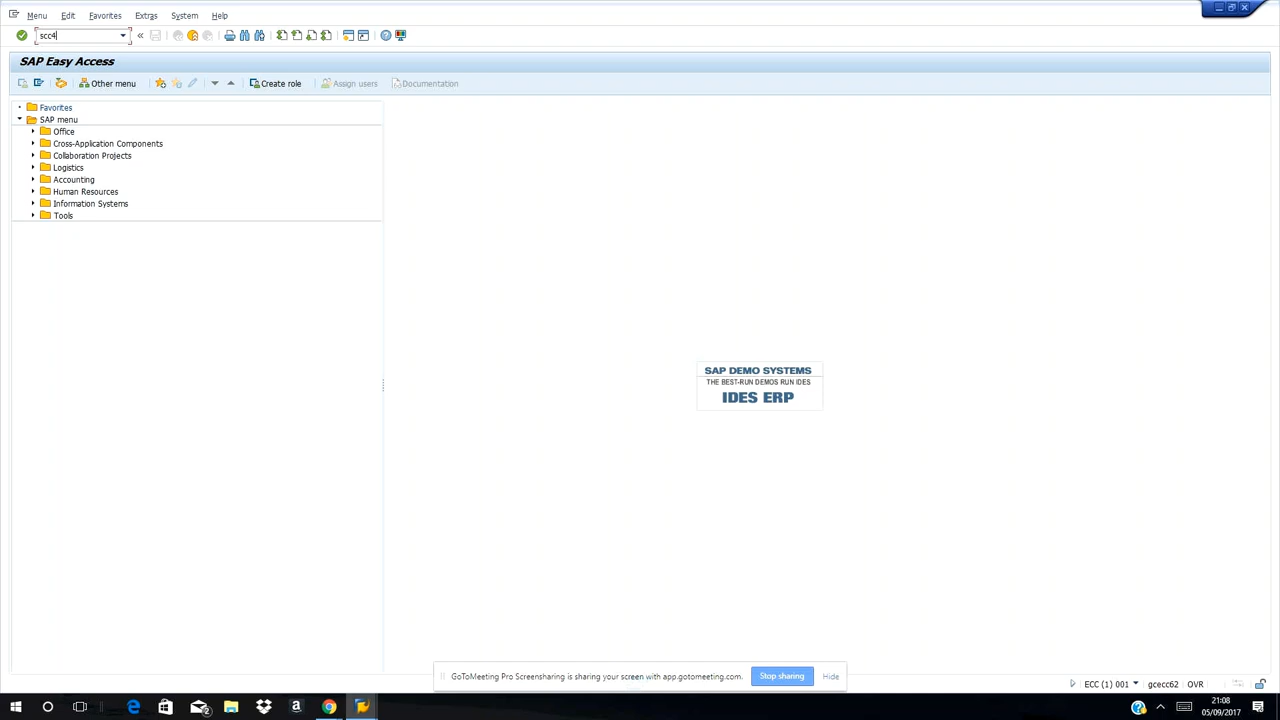 Menu Edit Favorites Extras System Help
scc4
SAP Easy Access
Other menu Create role Assign users Documentation
Favorites
SAP menu
Office
Cross-Application Components
Collaboration Projects
Logistics
Accounting
Human Resources
Information Systems
Tools
SAP DEMO SYSTEMS
THE BEST-RUN DEMOS RUN IDES
IDES ERP
GoToMeeting Pro Screensharing is sharing your screen with app.gotomeeting.com. Stop sharing Hide
ECC (1) 001 gcecc62 OVR
21:08
05/09/2017